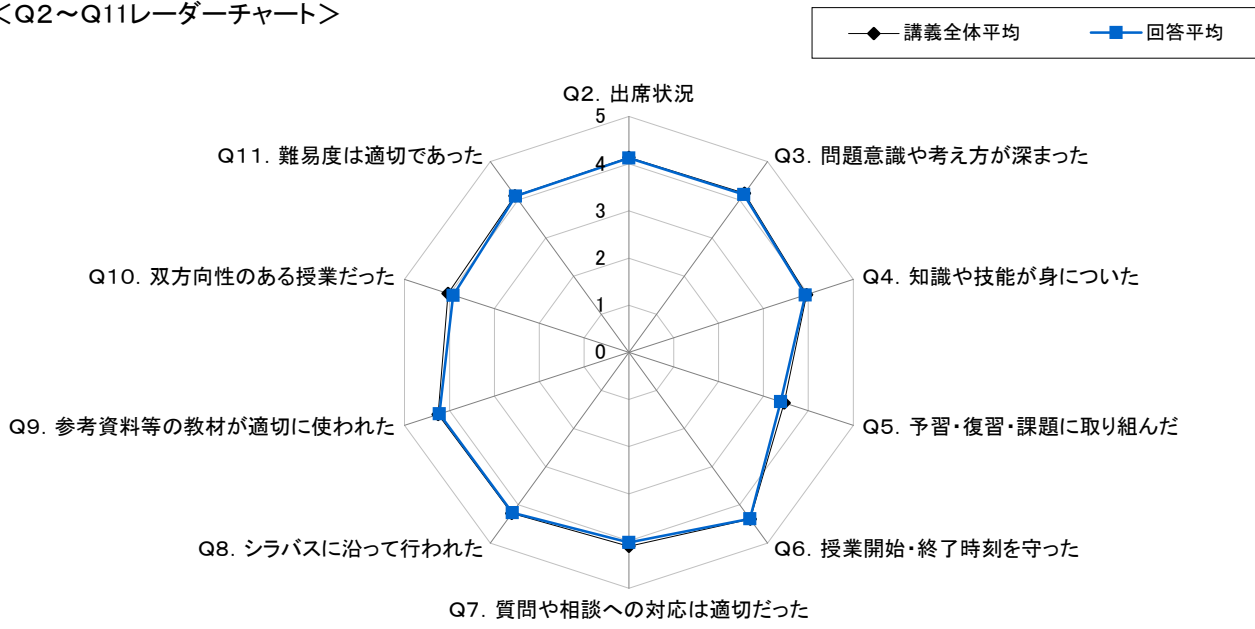 ＜Q2～Q11レーダーチャート＞
講義全体平均
回答平均
Q2. 出席状況
Q3. 問題意識や考え方が深まった
Q4. 知識や技能が身についた
Q5. 予習・復習・課題に取り組んだ
Q6. 授業開始・終了時刻を守った
Q7. 質問や相談への対応は適切だった
Q8. シラバスに沿って行われた
Q9. 参考資料等の教材が適切に使われた
Q10. 双方向性のある授業だった
Q11. 難易度は適切であった
5
4
3
2
1
0